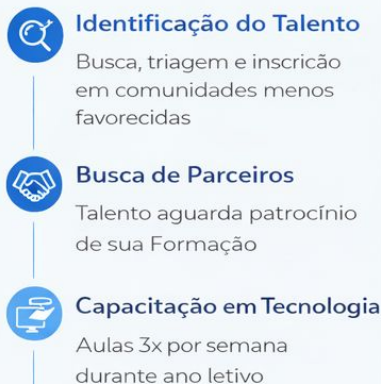 Identificação do Talento
Busca, triagem e inscricão
em comunidades menos
favorecidas
Busca de Parceiros
Talento aguarda patrocínio
de sua Formação
Capacitação em Tecnologia
Aulas 3x por semana
durante ano letivo